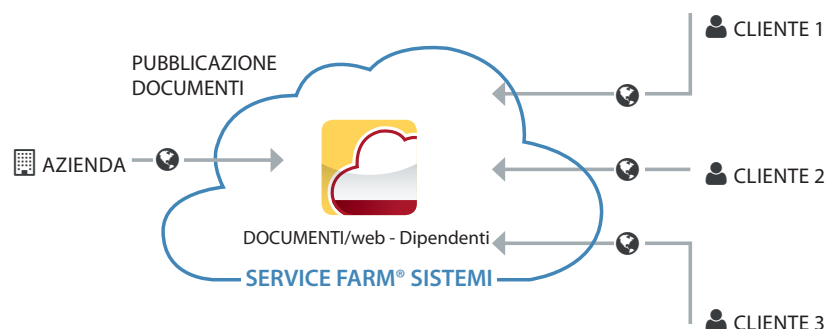 CLIENTE 1
PUBBLICAZIONE
DOCUMENTI
AZIENDA
CLIENTE 2
DOCUMENTI/web - Dipendenti
SERVICE FARM® SISTEMI
CLIENTE 3